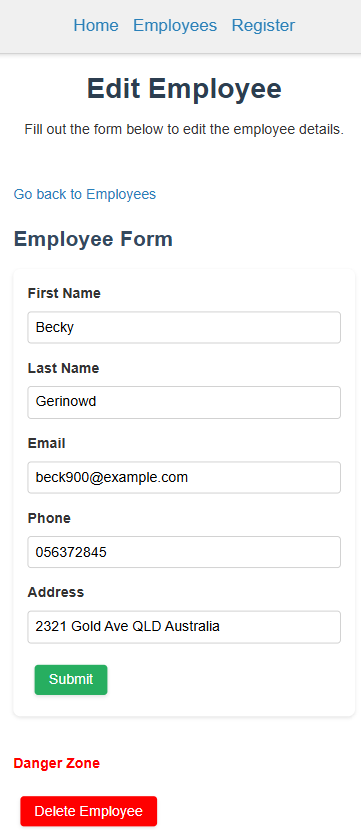 Home Employees Register
Edit Employee
Fill out the form below to edit the employee details.
Go back to Employees
Employee Form
First Name
Becky
Last Name
Gerinowd
Email
beck900@example.com
Phone
056372845
Address
2321 Gold Ave QLD Australia
Submit
Danger Zone
Delete Employee